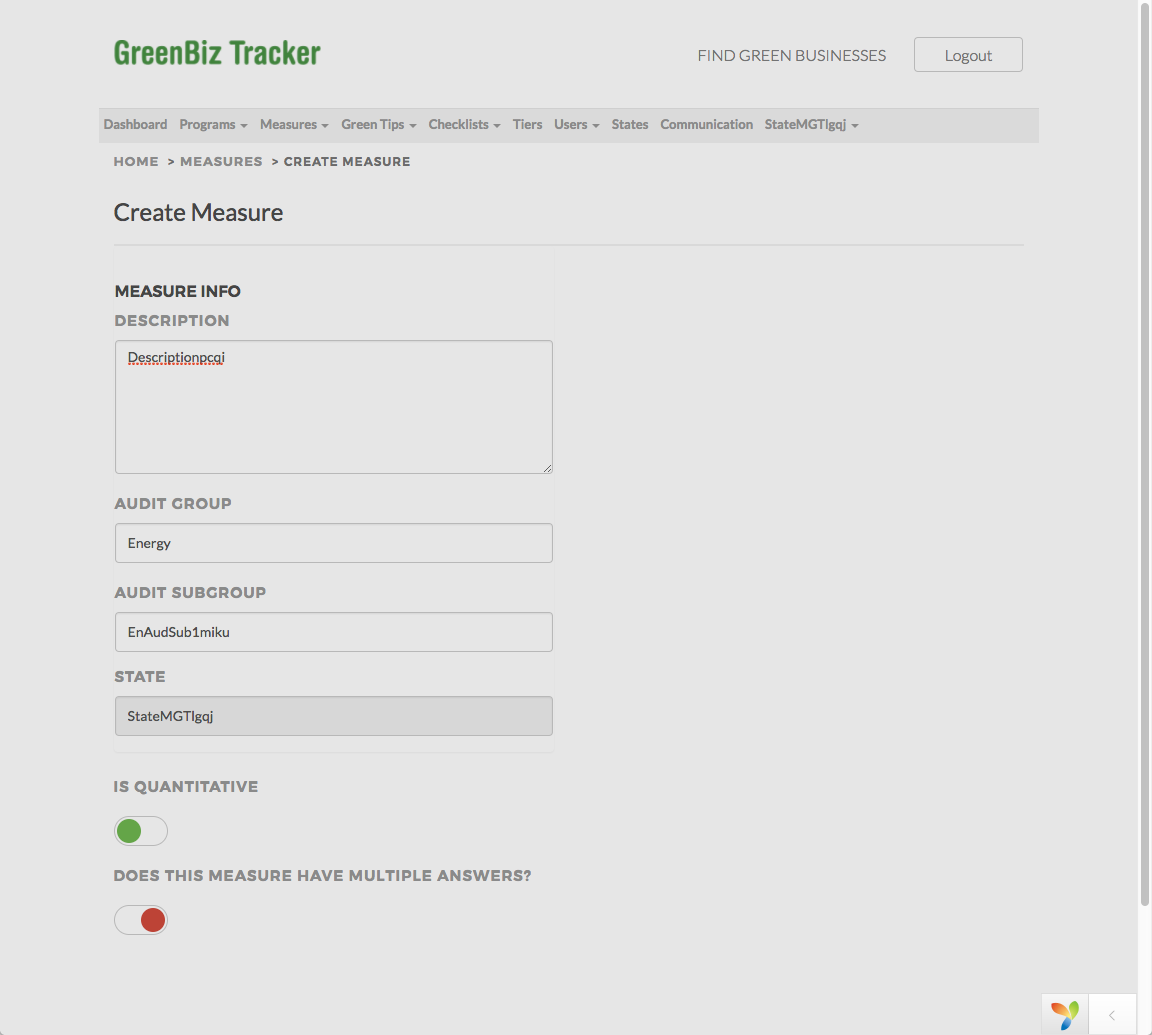 GreenBiz Tracker
FIND GREEN BUSINESSES Logout
Dashboard Programs Measures Green Tips Checklists Tiers Users States Communication StateMGTlgqj
HOME > MEASURES > CREATE MEASURE
Create Measure
MEASURE INFO
DESCRIPTION
Descriptionpcqi
AUDIT GROUP
Energy
AUDIT SUBGROUP
EnAudSub1miku
STATE
StateMGTlgqj
IS QUANTITATIVE
DOES THIS MEASURE HAVE MULTIPLE ANSWERS?